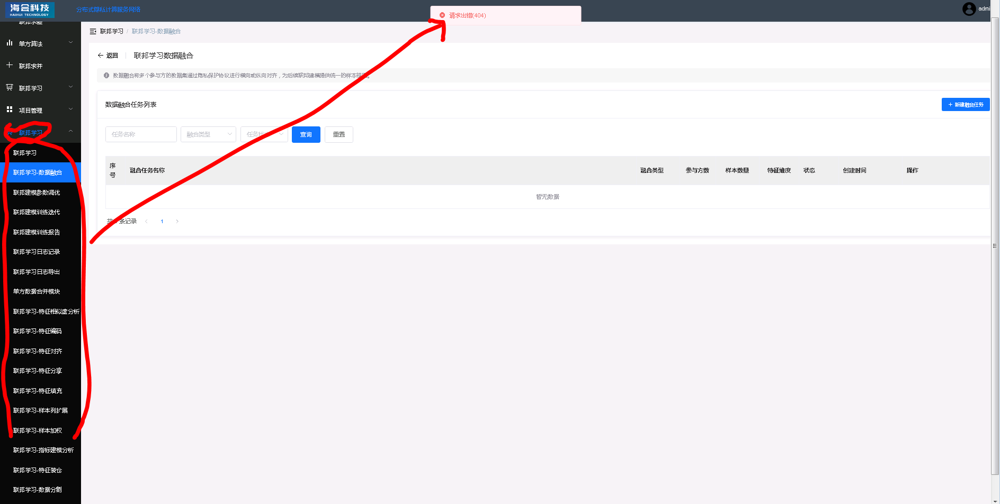 海会科技
HAIHUI TECHNOLOGY
分布式隐私计算服务网络
请求出错(404)
admi
联邦求差
单方算法
联邦求并
联邦学习
项目管理
联邦学习
联邦学习
联邦学习-数据融合
联邦建模参数调优
联邦建模训练迭代
联邦建模训练报告
联邦学习日志记录
联邦学习日志导出
单方数据合并模块
联邦学习-特征相似度分析
联邦学习-特征编码
联邦学习-特征对齐
联邦学习-特征分享
联邦学习-特征填充
联邦学习-样本列扩展
联邦学习-样本加权
联邦学习-指标建模分析
联邦学习-特征装仓
联邦学习-数据分割
联邦学习 / 联邦学习-数据融合
返回 联邦学习数据融合
数据融合将多个参与方的数据集通过隐私保护协议进行横向或纵向对齐，为后续联邦建模提供统一的样本视图。
数据融合任务列表
+ 新建融合任务
任务名称 融合类型 任务状 查询 重置
序号 融合任务名称 融合类型 参与方数 样本数量 特征维度 状态 创建时间 操作
暂无数据
共 条记录 1